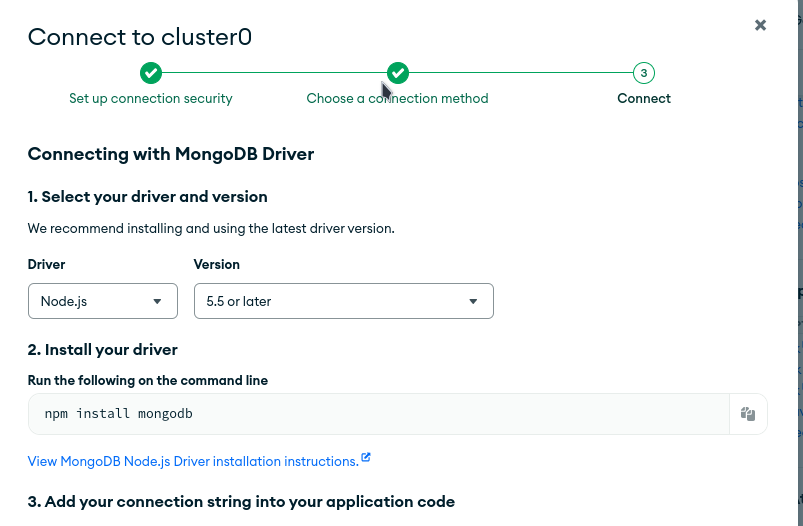 Connect to cluster0
3
Set up connection security
Choose a connection method
Connect
Connecting with MongoDB Driver
1. Select your driver and version
We recommend installing and using the latest driver version.
Driver
Version
Node.js
5.5 or later
2. Install your driver
Run the following on the command line
npm install mongodb
View MongoDB Node.js Driver installation instructions.
3. Add your connection string into your application code